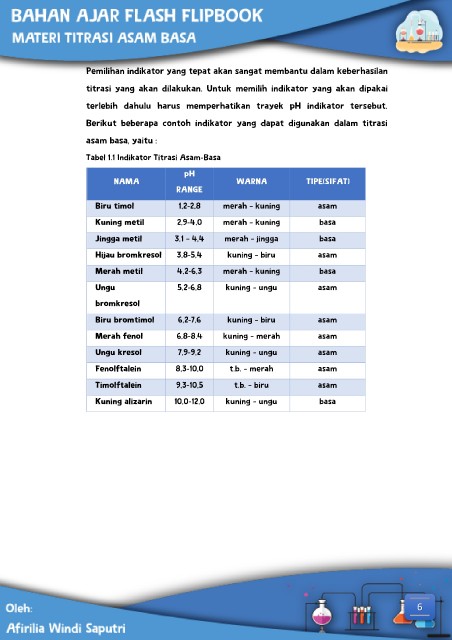 BAHAN AJAR FLASH FLIPBOOK
MATERI TITRASI ASAM BASA
Pemilihan indikator yang tepat akan sangat membantu dalam keberhasilan
titrasi yang akan dilakukan. Untuk memilih indikator yang akan dipakai
terlebih dahulu harus memperhatikan trayek pH indikator tersebut.
Berikut beberapa contoh indikator yang dapat digunakan dalam titrasi
asam basa, yaitu :
Tabel 1.1 Indikator Titrasi Asam-Basa
NAMA pH RANGE WARNA TIPE(SIFAT)
Biru timol 1,2-2,8 merah – kuning asam
Kuning metil 2,9-4,0 merah – kuning basa
Jingga metil 3,1 – 4,4 merah – jingga basa
Hijau bromkresol 3,8-5,4 kuning – biru asam
Merah metil 4,2-6,3 merah – kuning basa
Ungu bromkresol 5,2-6,8 kuning – ungu asam
Biru bromtimol 6,2-7,6 kuning – biru asam
Merah fenol 6,8-8,4 kuning – merah asam
Ungu kresol 7,9-9,2 kuning – ungu asam
Fenolftalein 8,3-10,0 t.b. – merah asam
Timolftalein 9,3-10,5 t.b. – biru asam
Kuning alizarin 10,0-12,0 kuning – ungu basa
6
Oleh:
Afirilia Windi Saputri